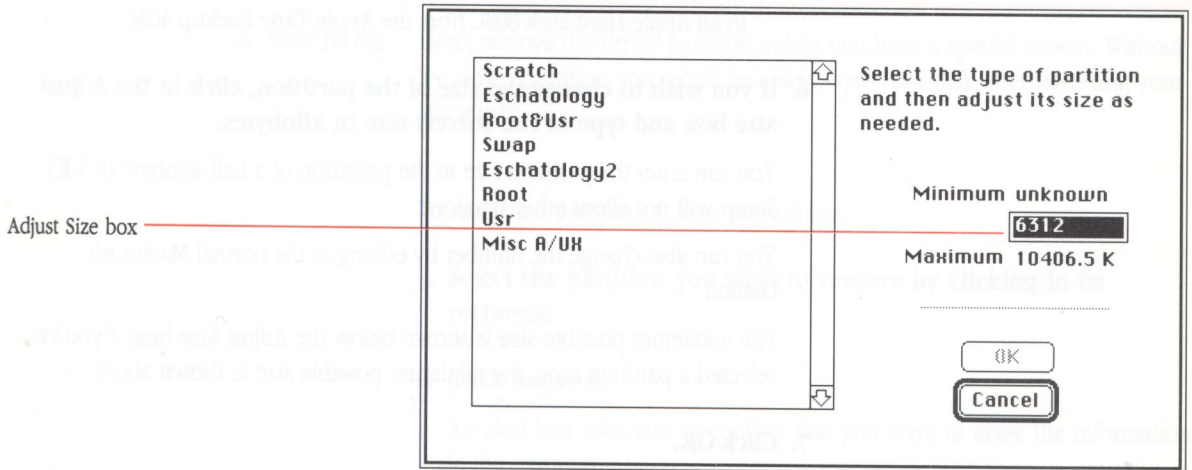 Scratch
Eschatology
Root&Usr
Swap
Eschatology2
Root
Usr
Misc A/UX
Select the type of partition
and then adjust its size as
needed.
Minimum unknown
Adjust Size box
6312
Maximum 10406.5 K
OK
Cancel